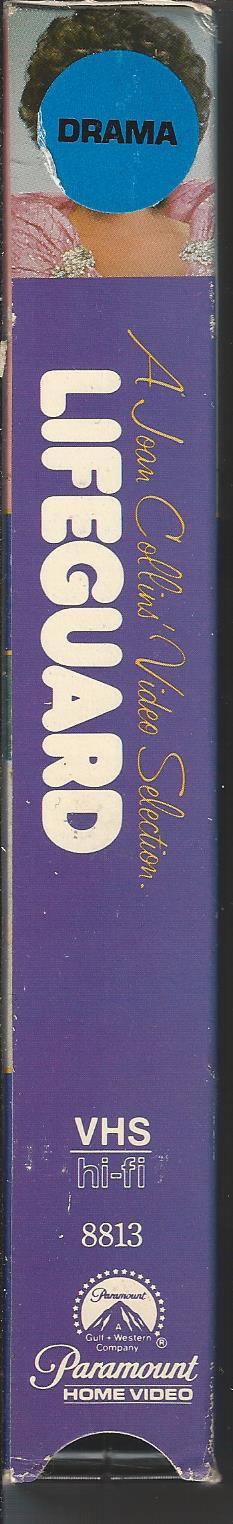 DRAMA
A Joan Collins' Video Selection.
LIFEGUARD
VHS
hi-fi
8813
Paramount
A
Gulf + Western
Company
®
Paramount
HOME VIDEO